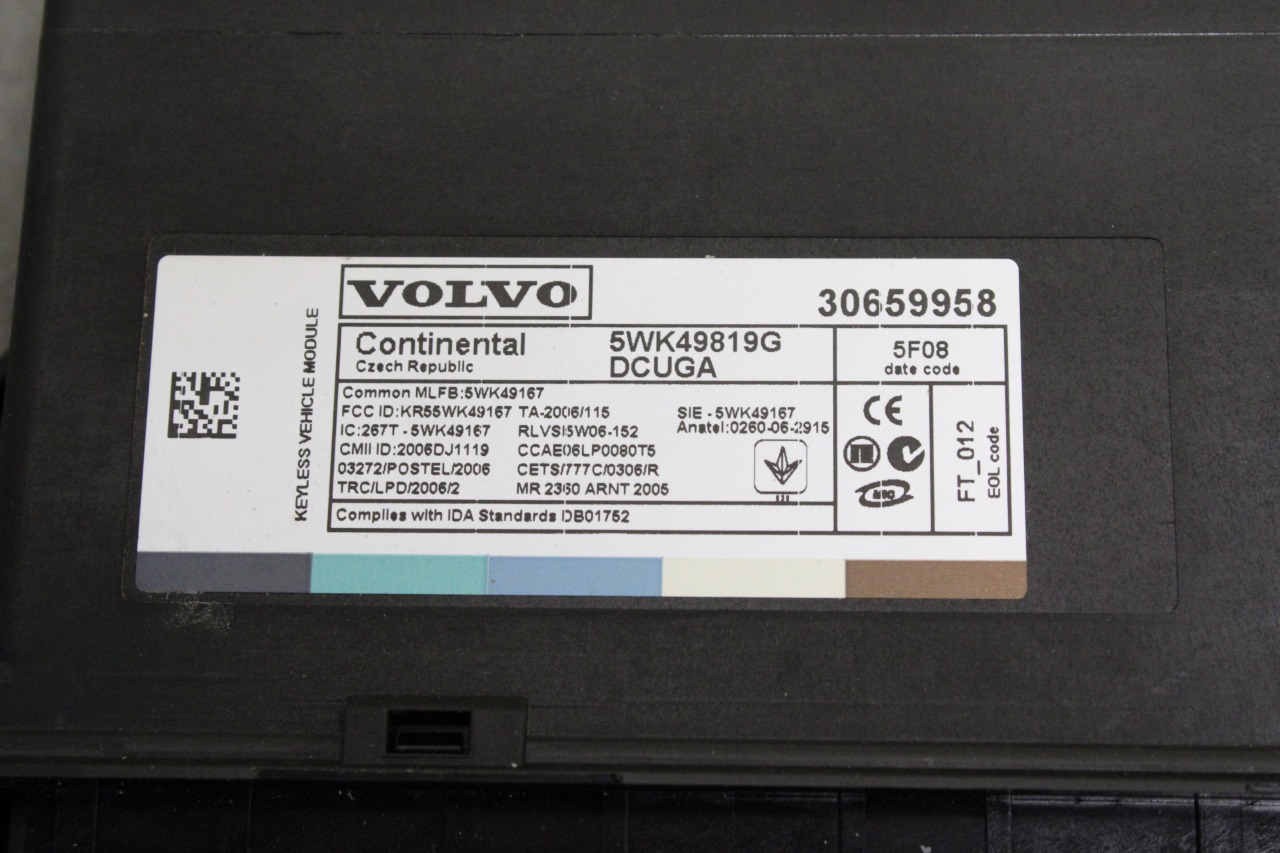 KEYLESS VEHICLE MODULE
VOLVO
30659958
Continental
Czech Republic
5WK49819G
DCUGA
5F08
date code
Common MLFB:5WK49167
FCC ID:KR55WK49167 TA-2006/115
SIE - 5WK49167
IC:267T - 5WK49167
RLVSI5W06-152
Anatel:0260-06-2915
CMII ID:2006DJ1119
CCAE06LP0080T5
03272/POSTEL/2006
CETS/777C/0306/R
TRC/LPD/2006/2
MR 2360 ARNT 2005
Complies with IDA Standards DB01752
CE
FT_012
EOL code